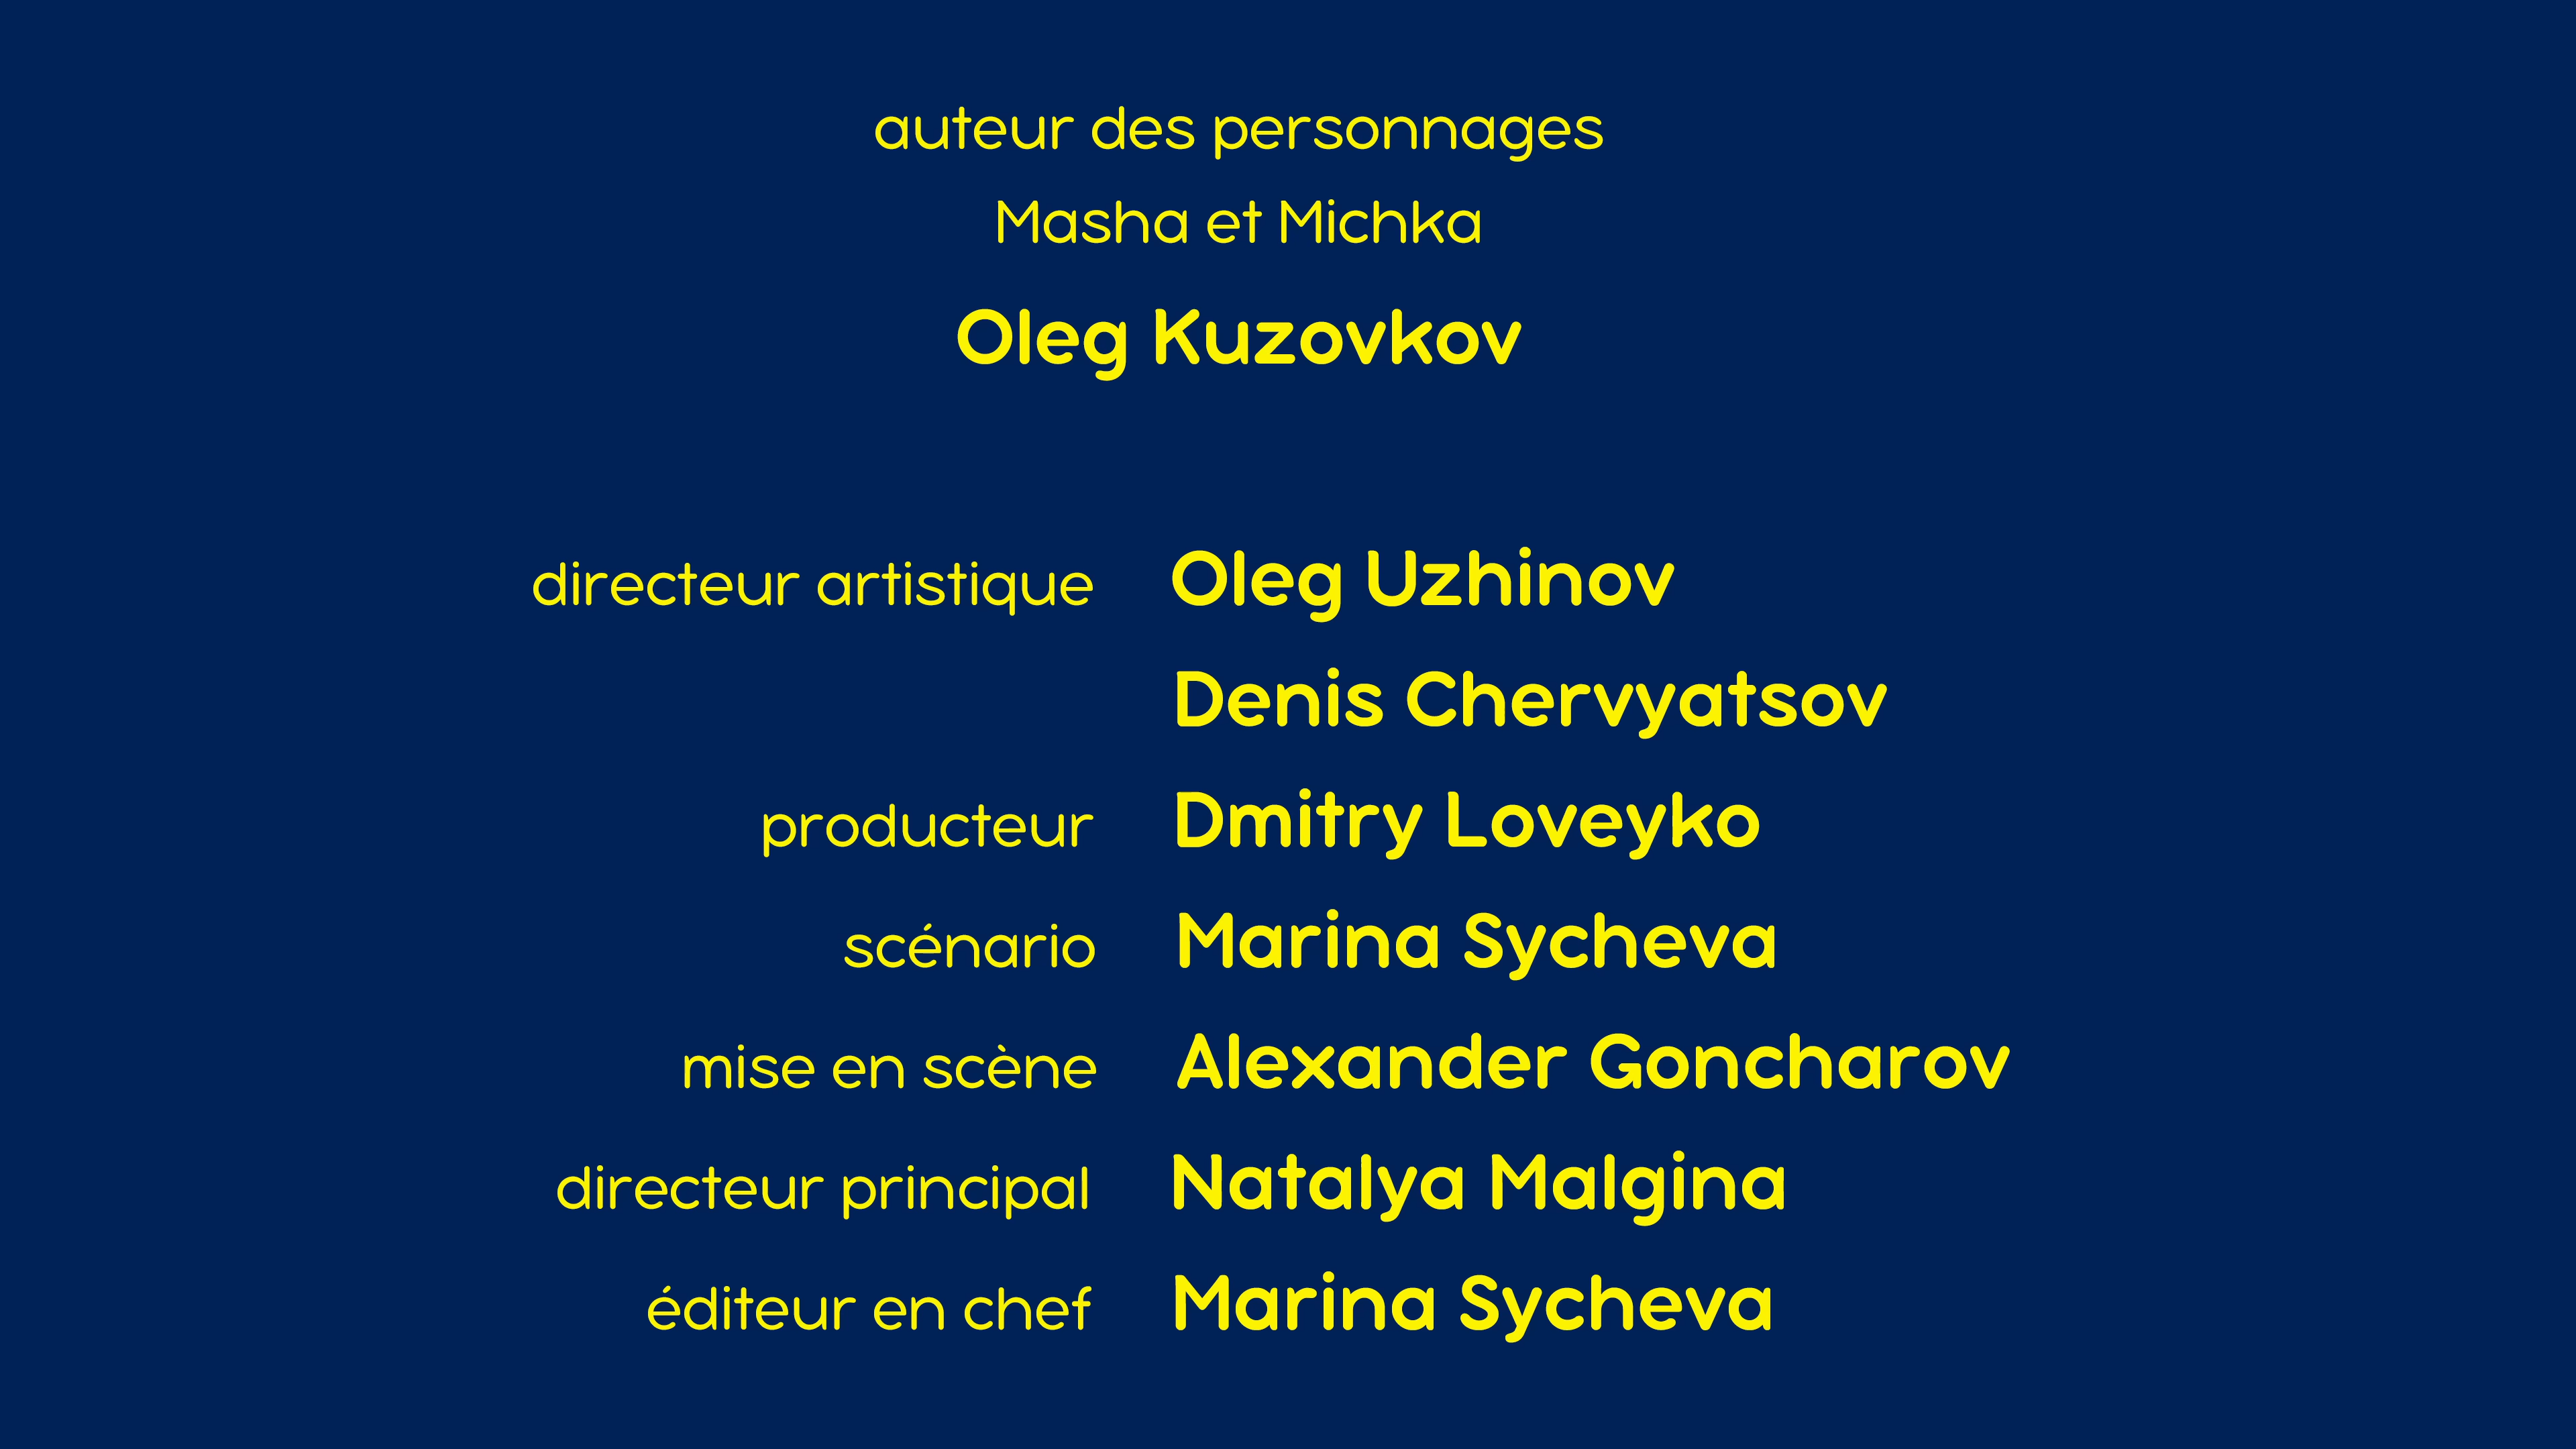 auteur des personnages
Masha et Michka
Oleg Kuzovkov
directeur artistique Oleg Uzhinov
Denis Chervyatsov
producteur Dmitry Loveyko
scénario Marina Sycheva
mise en scène Alexander Goncharov
directeur principal Natalya Malgina
éditeur en chef Marina Sycheva